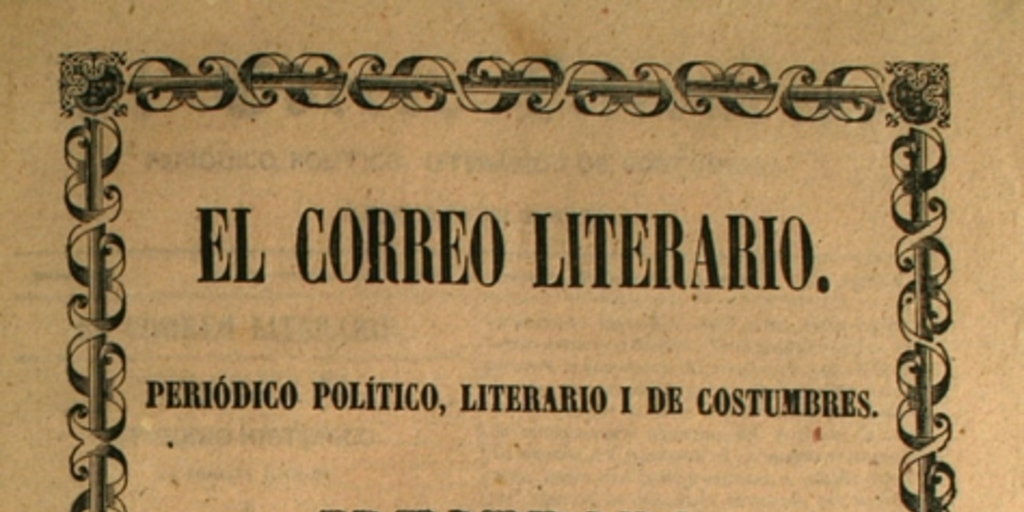 EL CORREO LITERARIO.
PERIÓDICO POLÍTICO, LITERARIO I DE COSTUMBRES.